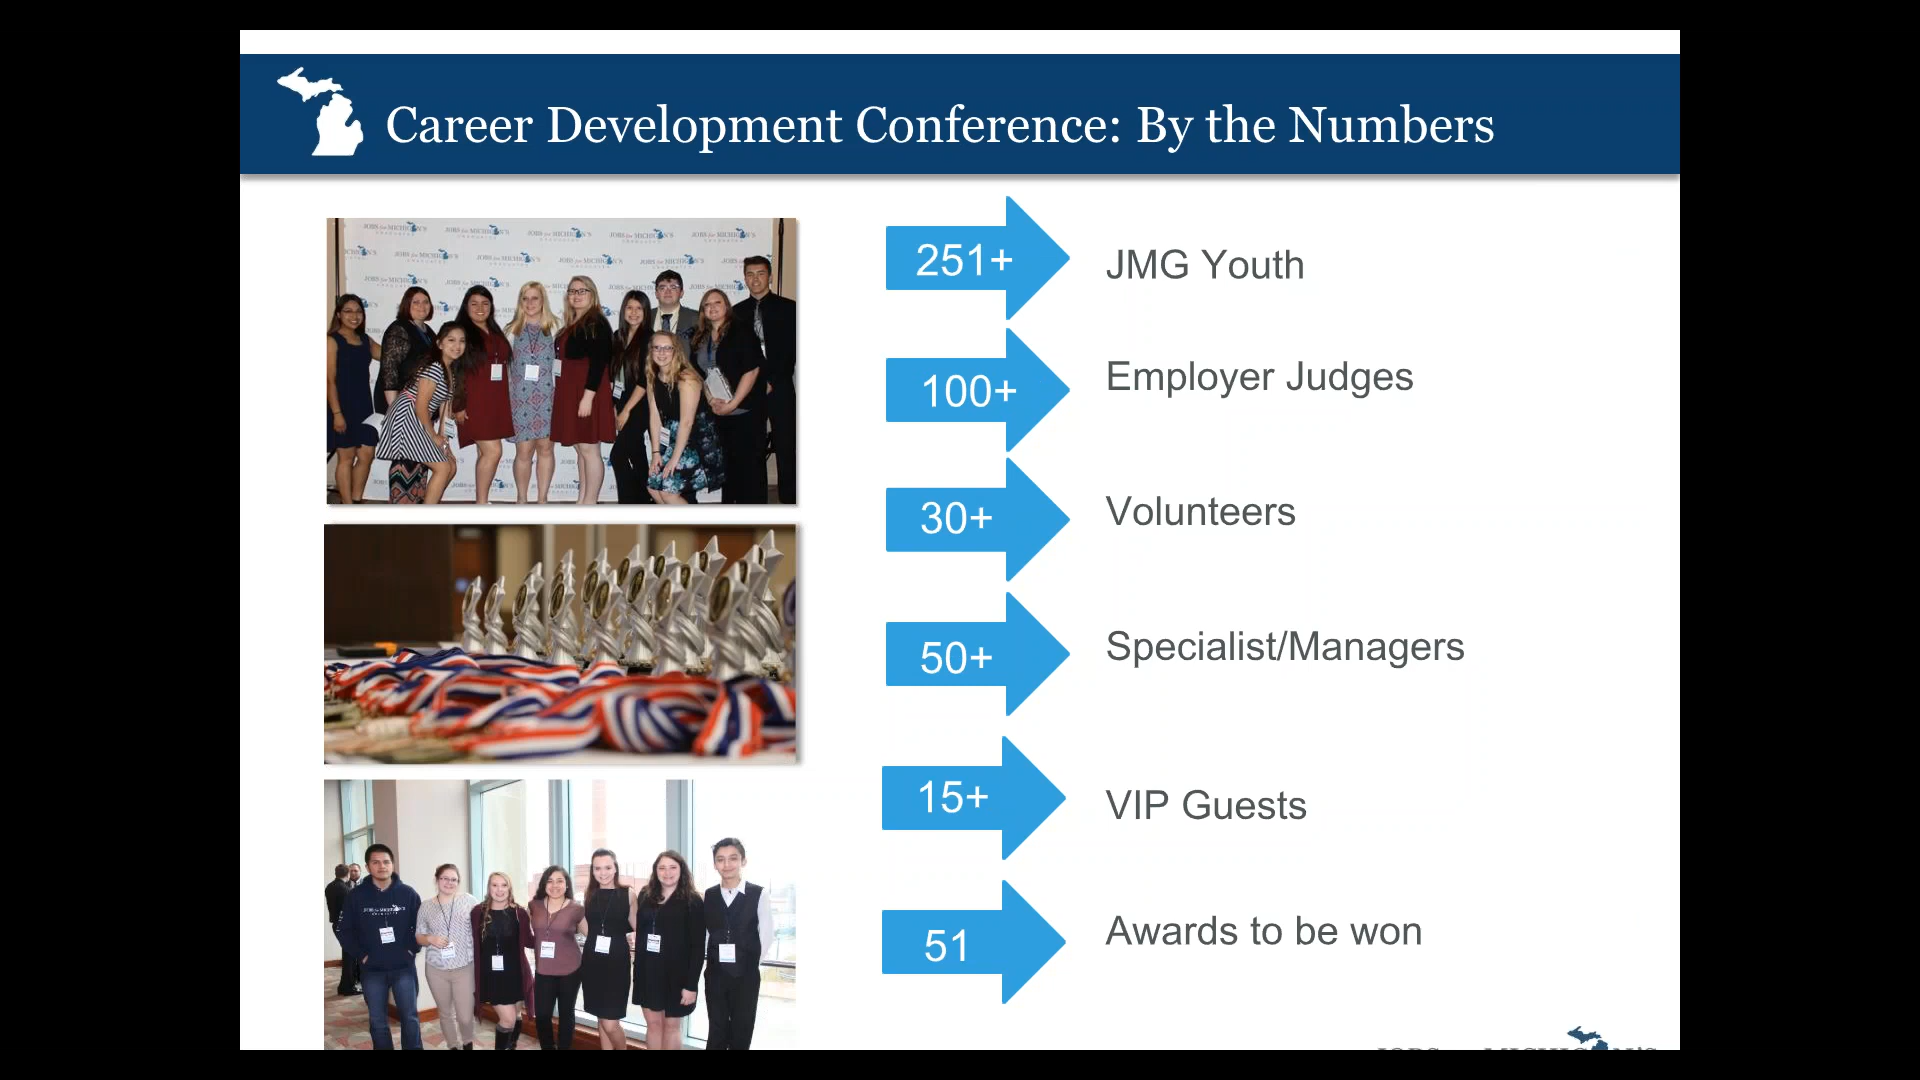 Career Development Conference: By the Numbers
251+
JMG Youth
100+
Employer Judges
30+
Volunteers
50+
Specialist/Managers
15+
VIP Guests
51
Awards to be won